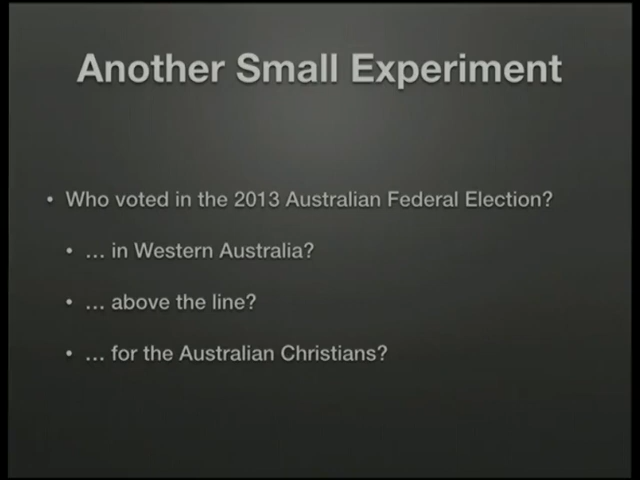 Another Small Experiment
• Who voted in the 2013 Australian Federal Election?
• … in Western Australia?
• … above the line?
• … for the Australian Christians?